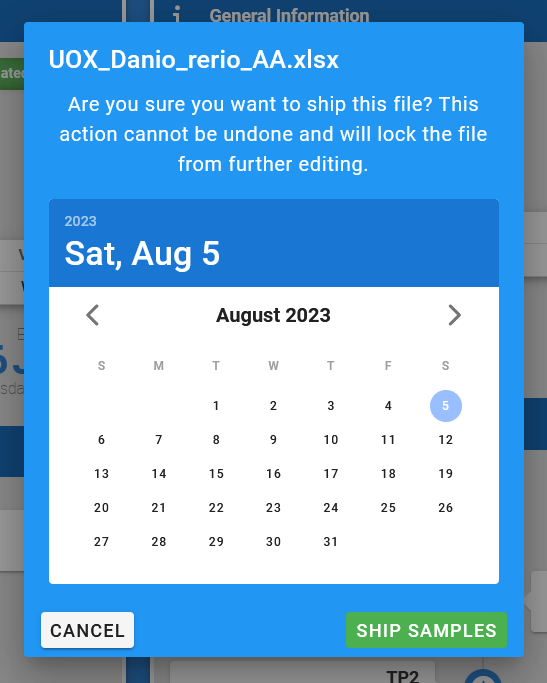 General Information
UOX_Danio_rerio_AA.xlsx
Are you sure you want to ship this file? This
action cannot be undone and will lock the file
from further editing.
2023
Sat, Aug 5
August 2023
S M T W T F S
1 2 3 4 5
6 7 8 9 10 11 12
13 14 15 16 17 18 19
20 21 22 23 24 25 26
27 28 29 30 31
CANCEL SHIP SAMPLES
TP2